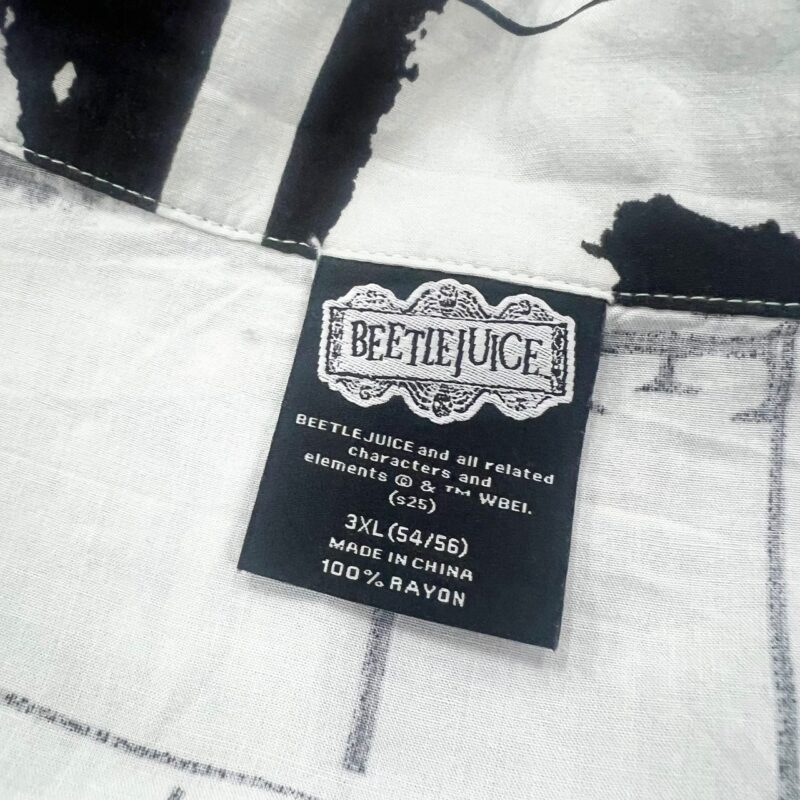 BEETLEJUICE
BEETLEJUICE and all related
characters and
elements © & ™ WBEI.
(s25)
3XL (54/56)
MADE IN CHINA
100% RAYON